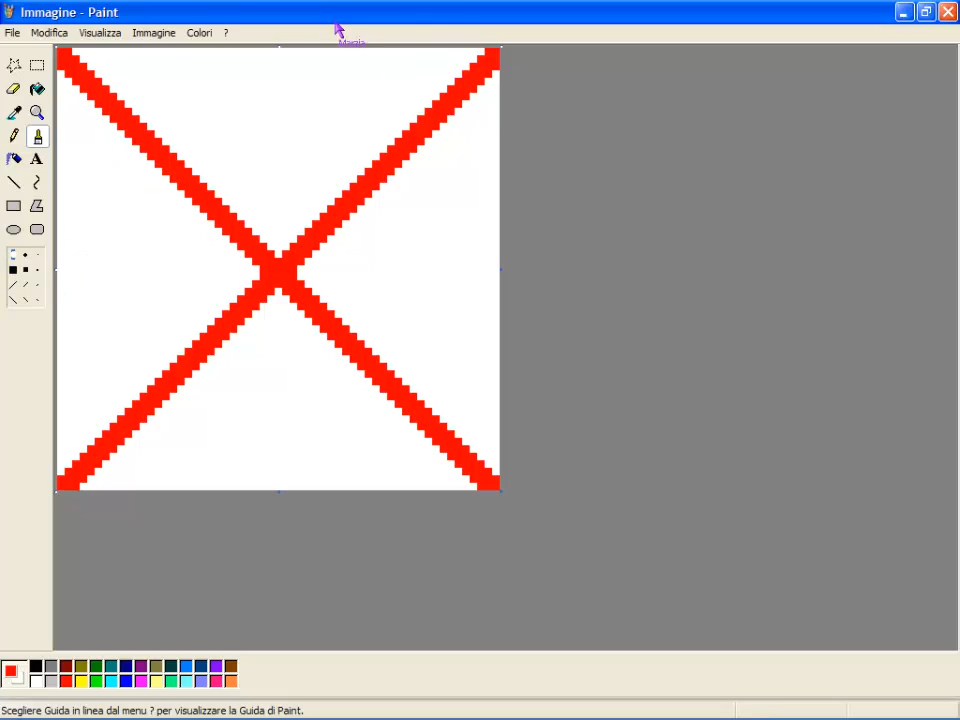 Immagine - Paint
File Modifica Visualizza Immagine Colori ?
Marzia
A
Scegliere Guida in linea dal menu ? per visualizzare la Guida di Paint.